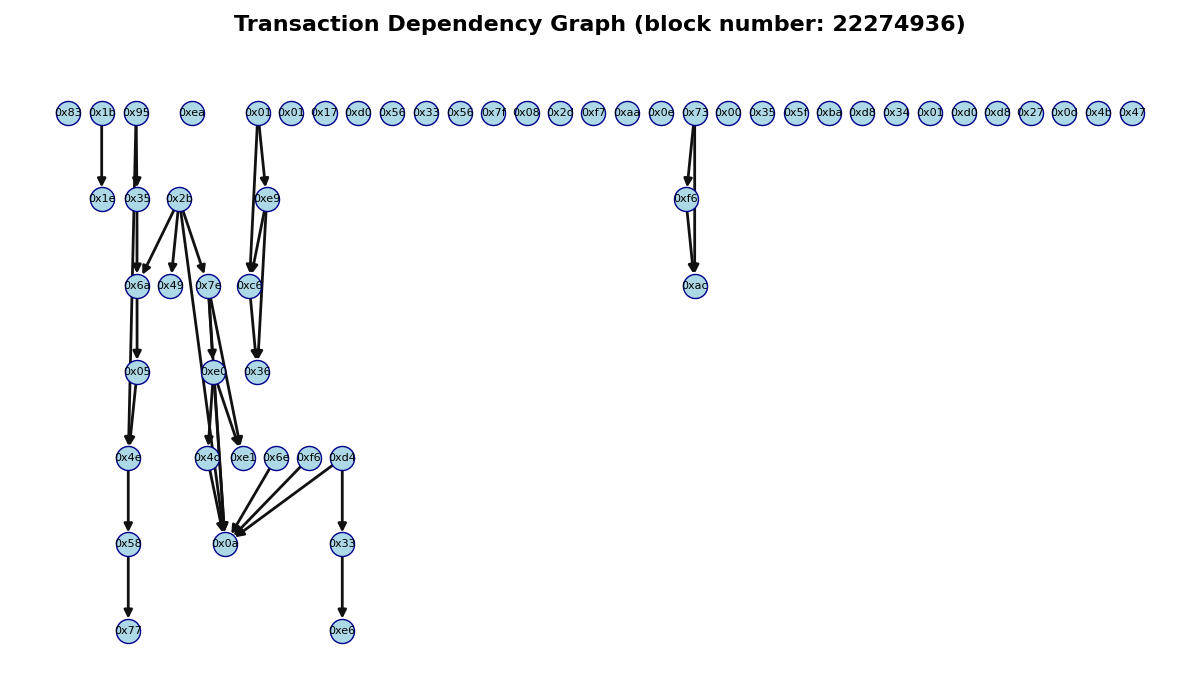 Transaction Dependency Graph (block number: 22274936)
0x83 0x1b 0x95 0xea 0x01 0x01 0x17 0xd0 0x56 0x33 0x56 0x7f 0x08 0x2d 0xf7 0xaa 0x0e 0x73 0x00 0x35 0x5f 0xba 0xd8 0x34 0x01 0xd0 0xd8 0x27 0x0d 0x4b 0x47
0x1e 0x35 0x2b 0xe9 0xf6
0x6a 0x49 0x7e 0xc6 0xac
0x05 0xe0 0x36
0x4e 0xe1 0x6e 0xf6 0xd4
0x58 0x0a 0x33
0x77 0xe6